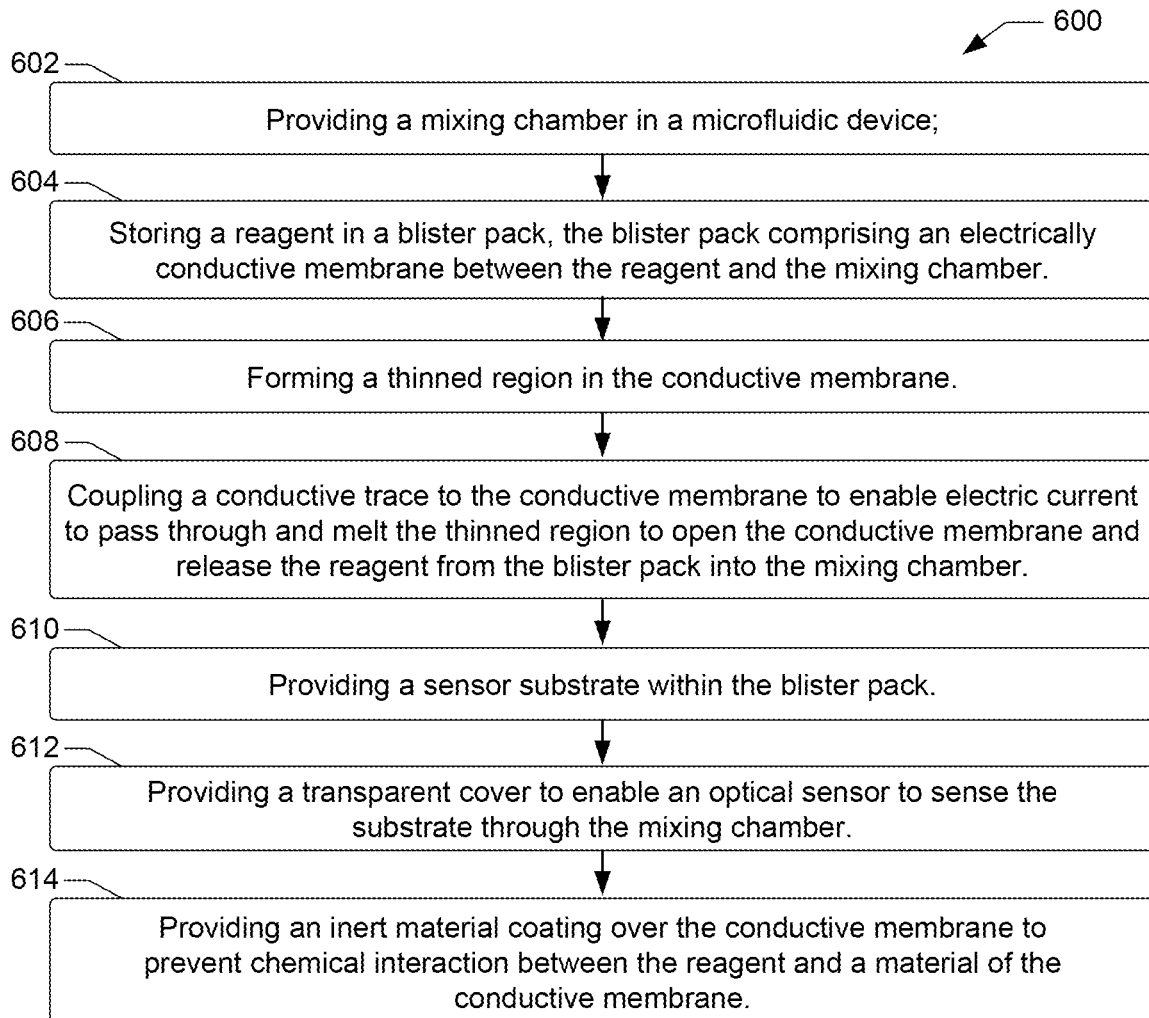 600
602
Providing a mixing chamber in a microfluidic device;
604
Storing a reagent in a blister pack, the blister pack comprising an electrically
conductive membrane between the reagent and the mixing chamber.
606
Forming a thinned region in the conductive membrane.
608
Coupling a conductive trace to the conductive membrane to enable electric current
to pass through and melt the thinned region to open the conductive membrane and
release the reagent from the blister pack into the mixing chamber.
610
Providing a sensor substrate within the blister pack.
612
Providing a transparent cover to enable an optical sensor to sense the
substrate through the mixing chamber.
614
Providing an inert material coating over the conductive membrane to
prevent chemical interaction between the reagent and a material of the
conductive membrane.